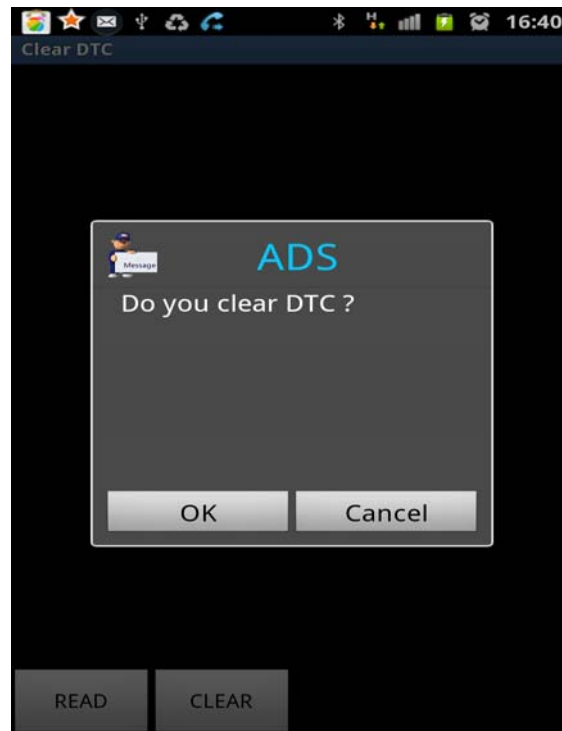 H
16:40
Clear DTC
Message
ADS
Do you clear DTC ?
OK
Cancel
READ
CLEAR